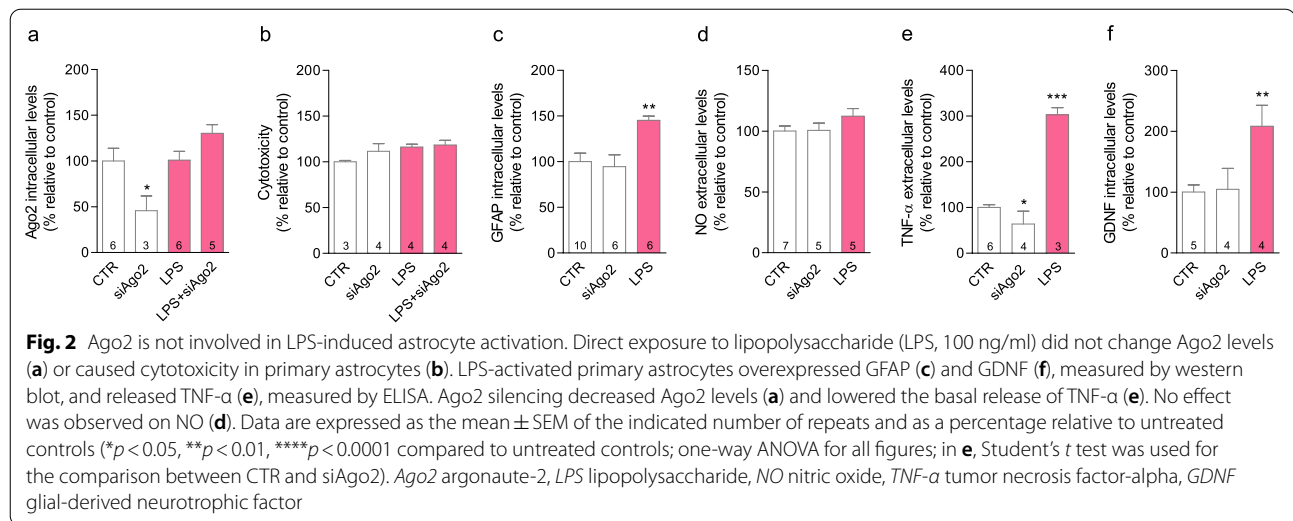 a
Ago2 intracellular levels
(% relative to control)
200
150
100
50
0
*
6
3
6
5
CTR
siAgo2
LPS
LPS+siAgo2
b
Cytotoxicity
(% relative to control)
200
150
100
50
0
3
4
4
4
CTR
siAgo2
LPS
LPS+siAgo2
c
GFAP intracellular levels
(% relative to control)
200
150
100
50
0
**
10
6
6
CTR
siAgo2
LPS
d
NO extracellular levels
(% relative to control)
150
100
50
0
7
5
5
CTR
siAgo2
LPS
e
TNF-α extracellular levels
(% relative to control)
400
300
200
100
0
*
***
6
4
3
CTR
siAgo2
LPS
f
GDNF intracellular levels
(% relative to control)
300
200
100
0
**
5
4
4
CTR
siAgo2
LPS
Fig. 2 Ago2 is not involved in LPS-induced astrocyte activation. Direct exposure to lipopolysaccharide (LPS, 100 ng/ml) did not change Ago2 levels
(a) or caused cytotoxicity in primary astrocytes (b). LPS-activated primary astrocytes overexpressed GFAP (c) and GDNF (f), measured by western
blot, and released TNF-α (e), measured by ELISA. Ago2 silencing decreased Ago2 levels (a) and lowered the basal release of TNF-α (e). No effect
was observed on NO (d). Data are expressed as the mean ± SEM of the indicated number of repeats and as a percentage relative to untreated
controls (*p < 0.05, **p < 0.01, ****p < 0.0001 compared to untreated controls; one-way ANOVA for all figures; in e, Student's t test was used for
the comparison between CTR and siAgo2). Ago2 argonaute-2, LPS lipopolysaccharide, NO nitric oxide, TNF-α tumor necrosis factor-alpha, GDNF
glial-derived neurotrophic factor